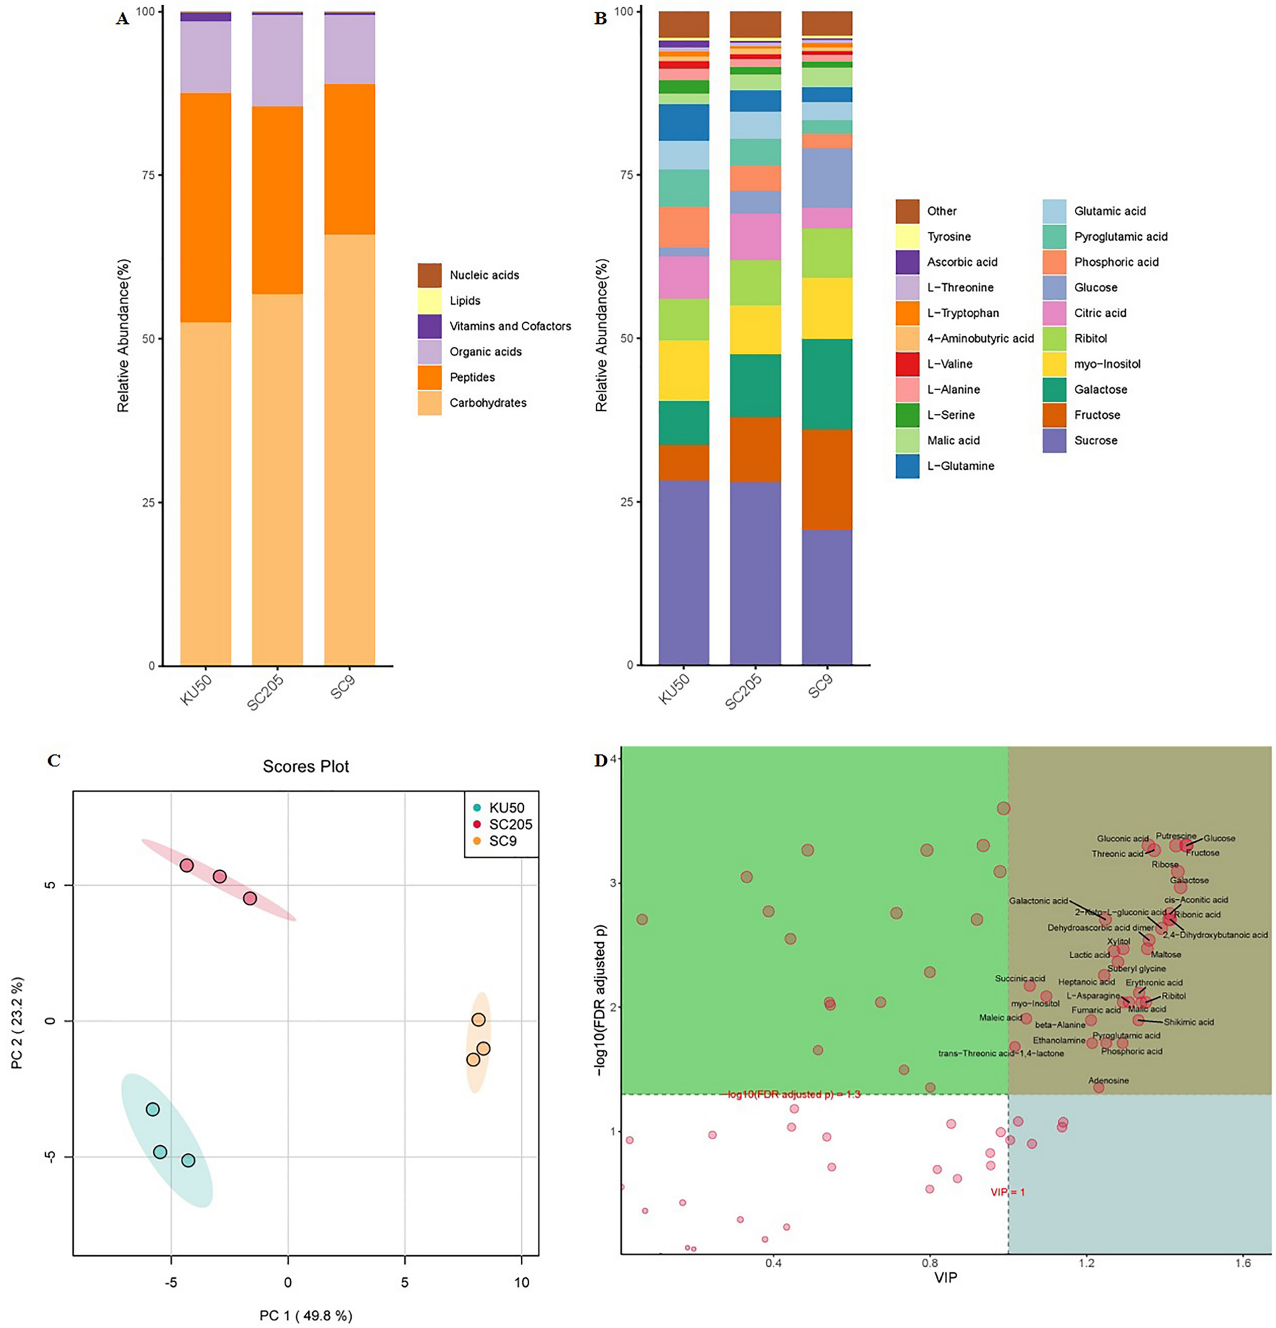 A
100
75
50
25
0
Relative Abundance(%)
KU50
SC205
SC9
Nucleic acids
Lipids
Vitamins and Cofactors
Organic acids
Peptides
Carbohydrates
B
100
75
50
25
0
Relative Abundance(%)
KU50
SC205
SC9
Other
Tyrosine
Ascorbic acid
L−Threonine
L−Tryptophan
4−Aminobutyric acid
L−Valine
L−Alanine
L−Serine
Malic acid
L−Glutamine
Glutamic acid
Pyroglutamic acid
Phosphoric acid
Glucose
Citric acid
Ribitol
myo−Inositol
Galactose
Fructose
Sucrose
C
Scores Plot
KU50
SC205
SC9
5
0
-5
PC 2 ( 23.2 %)
-5
0
5
10
PC 1 ( 49.8 %)
D
4
3
2
1
−log10(FDR adjusted p)
Gluconic acid
Putrescine
Glucose
Threonic acid
Fructose
Ribose
Galactose
Galactonic acid
cis−Aconitic acid
2−Keto−L−gluconic acid
Ribonic acid
Dehydroascorbic acid dimer
2,4−Dihydroxybutanoic acid
Xylitol
Lactic acid
Maltose
Suberyl glycine
Succinic acid
Heptanoic acid
Erythronic acid
L−Asparagine
Ribitol
myo−Inositol
Fumaric acid
Malic acid
Maleic acid
beta−Alanine
Shikimic acid
Ethanolamine
Pyroglutamic acid
trans−Threonic acid−1,4−lactone
Phosphoric acid
Adenosine
−log10(FDR adjusted p) = 1.3
VIP = 1
0.4
0.8
1.2
1.6
VIP